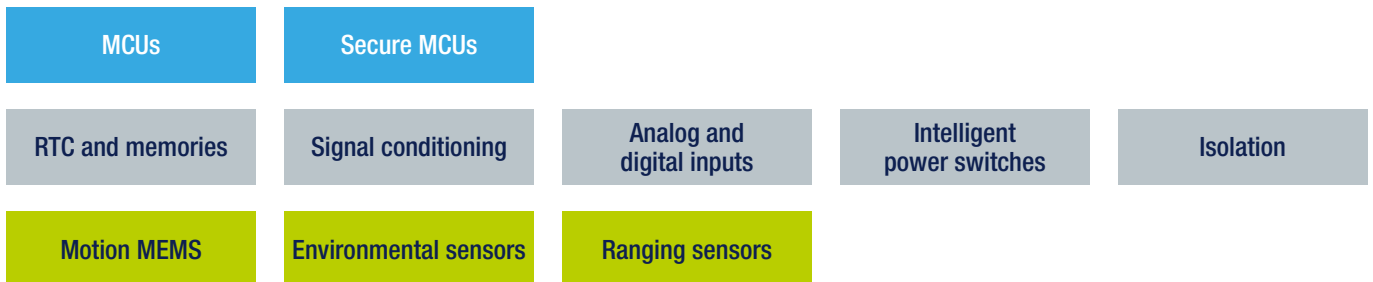 MCUs
Secure MCUs
RTC and memories
Signal conditioning
Analog and
digital inputs
Intelligent
power switches
Isolation
Motion MEMS
Environmental sensors
Ranging sensors